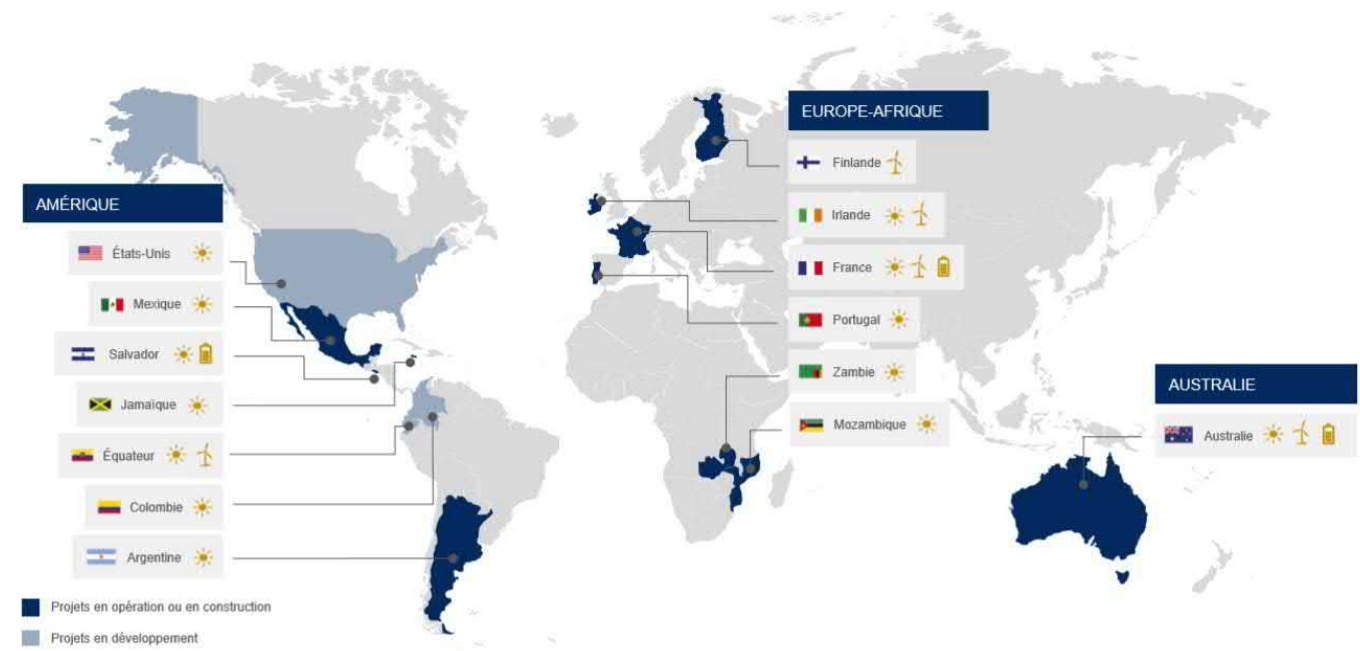 AMÉRIQUE
États-Unis
Mexique
Salvador
Jamaïque
Équateur
Colombie
Argentine
Projets en opération ou en construction
Projets en développement
EUROPE-AFRIQUE
Finlande
Irlande
France
Portugal
Zambie
Mozambique
AUSTRALIE
Australie